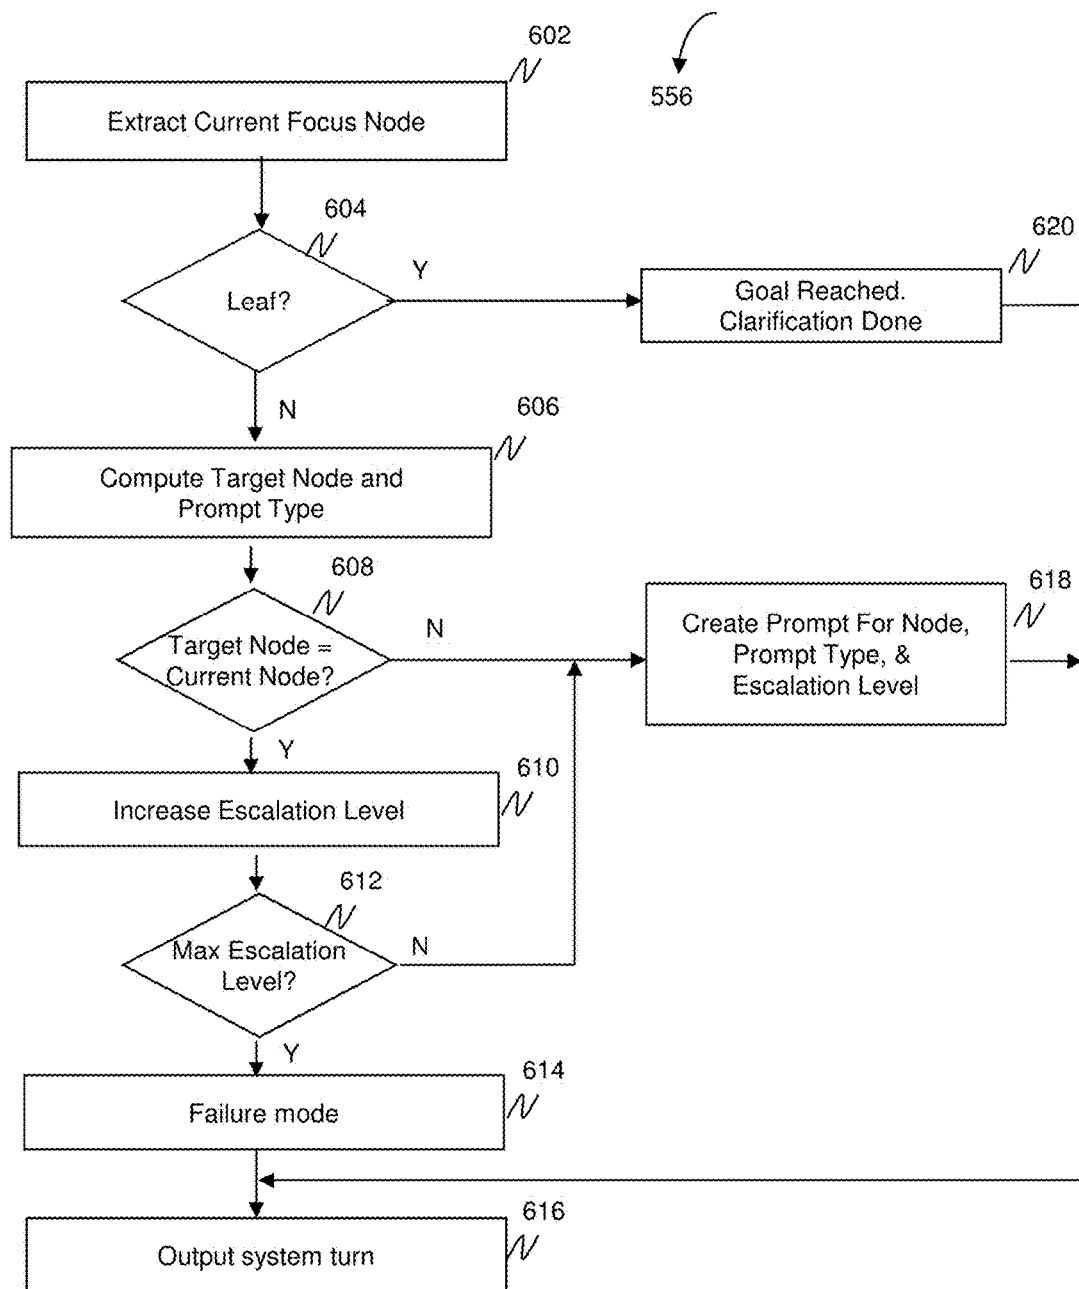 602
556
Extract Current Focus Node
604
Leaf?
Y
620
Goal Reached.
Clarification Done
N
606
Compute Target Node and
Prompt Type
608
Target Node =
Current Node?
N
618
Create Prompt For Node,
Prompt Type, &
Escalation Level
Y
610
Increase Escalation Level
612
Max Escalation
Level?
N
Y
614
Failure mode
616
Output system turn